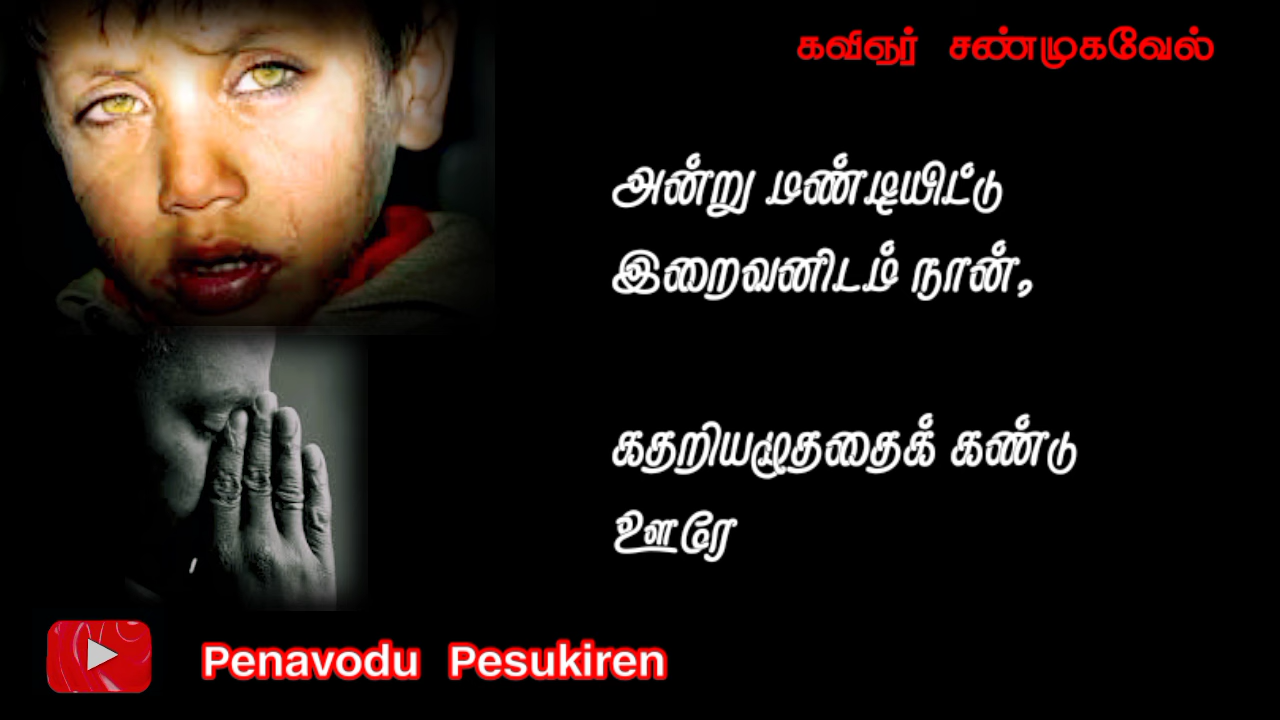 கவிஞர் சண்முகவேல்
அன்று மண்டியிட்டு
இறைவனிடம் நான்,
கதறியழுததைக் கண்டு
ஊரே
Penavodu Pesukiren